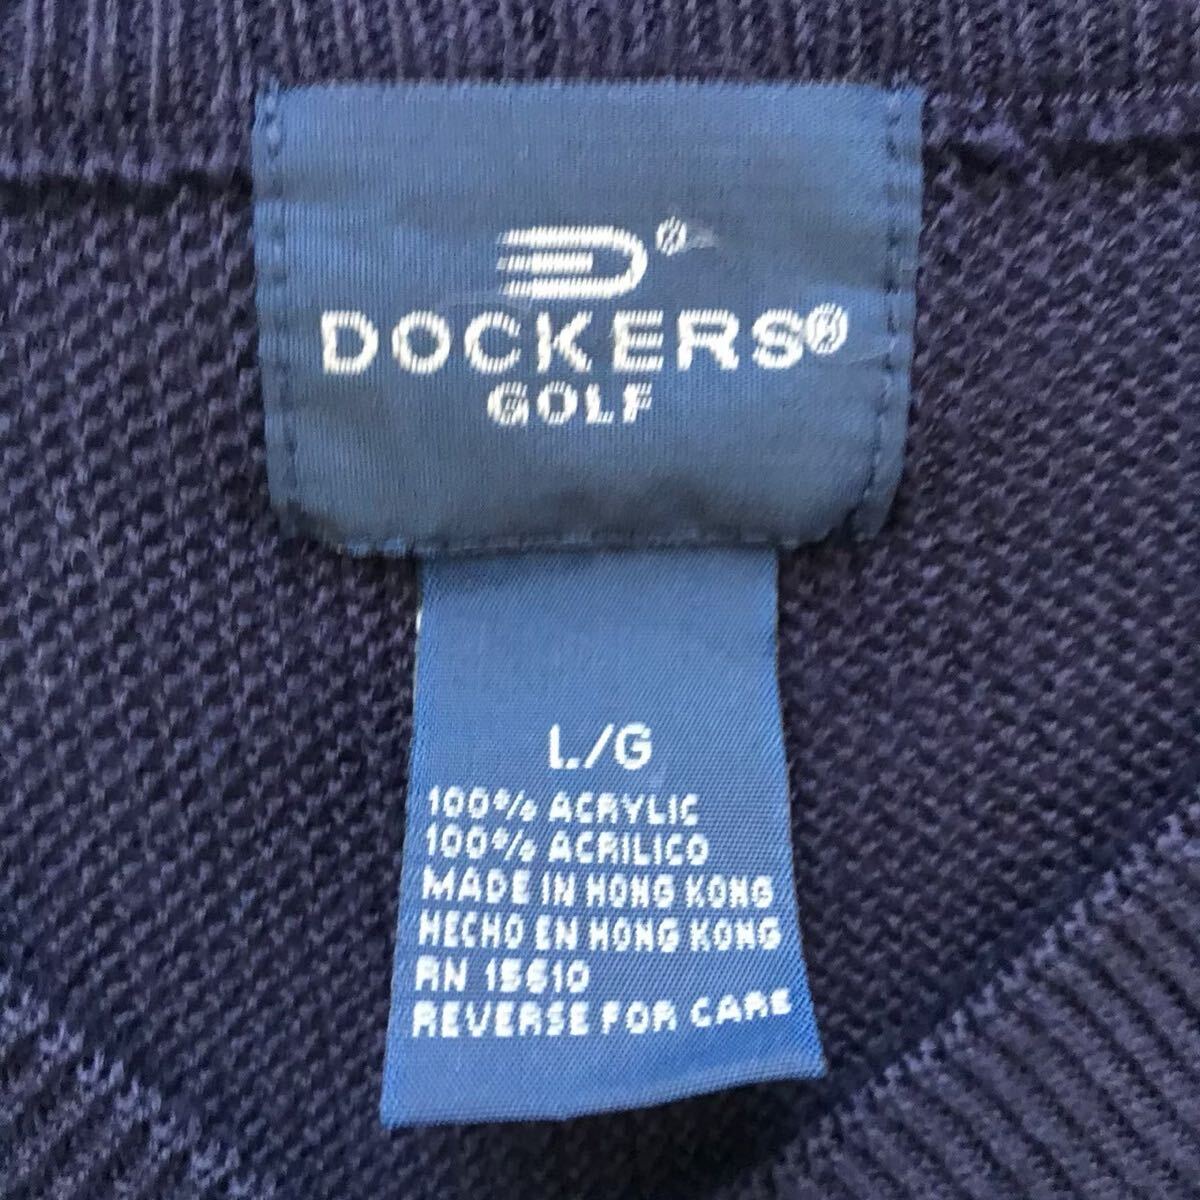 ®
DOCKERS®
GOLF
L/G
100% ACRYLIC
100% ACRILICO
MADE IN HONG KONG
HECHO EN HONG KONG
RN 15610
REVERSE FOR CARE